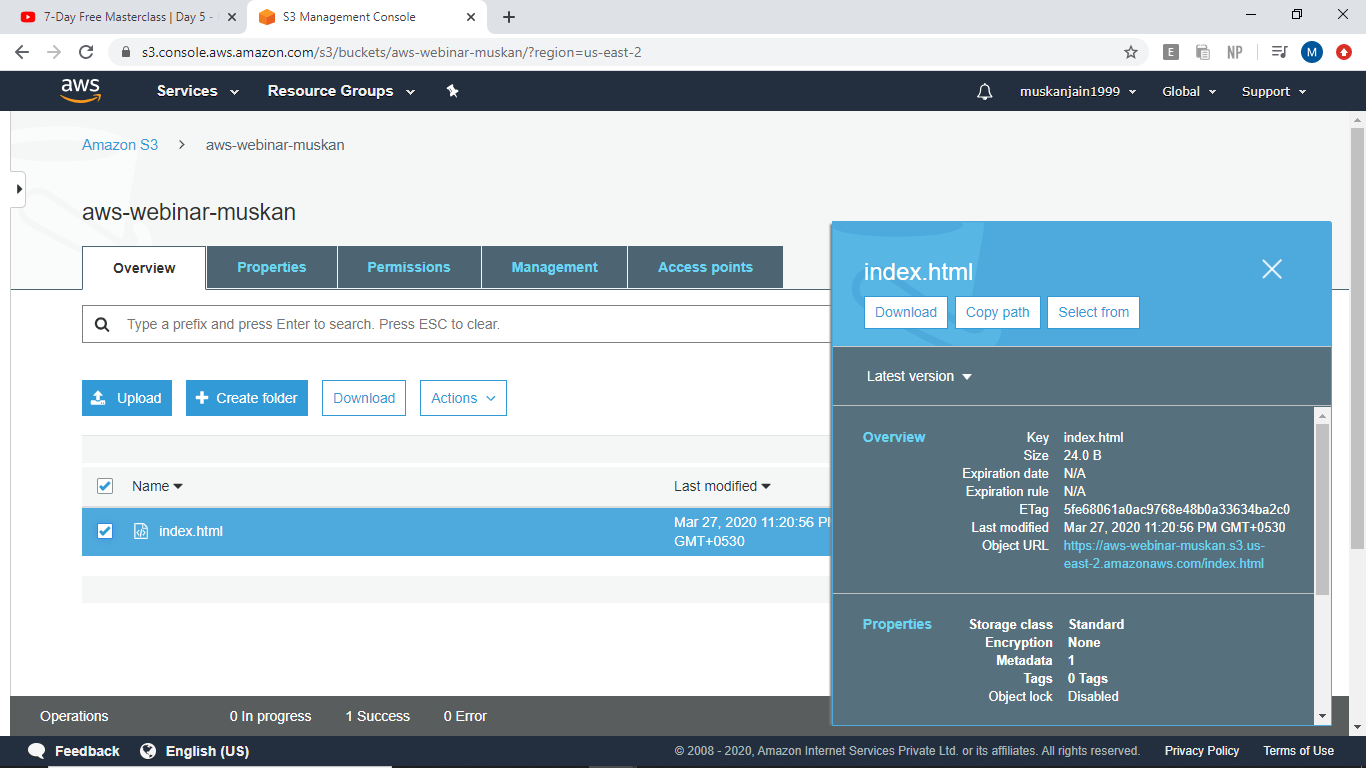 7-Day Free Masterclass | Day 5 -
S3 Management Console
s3.console.aws.amazon.com/s3/buckets/aws-webinar-muskan/?region=us-east-2
E
NP
M
aws
Services
Resource Groups
muskanjain1999
Global
Support
Amazon S3
aws-webinar-muskan
aws-webinar-muskan
Overview
Properties
Permissions
Management
Access points
Type a prefix and press Enter to search. Press ESC to clear.
Upload
Create folder
Download
Actions
Name
Last modified
index.html
Mar 27, 2020 11:20:56 PM
GMT+0530
index.html
Download
Copy path
Select from
Latest version
Overview
Key index.html
Size 24.0 B
Expiration date N/A
Expiration rule N/A
ETag 5fe68061a0ac9768e48b0a33634ba2c0
Last modified Mar 27, 2020 11:20:56 PM GMT+0530
Object URL https://aws-webinar-muskan.s3.us-
east-2.amazonaws.com/index.html
Properties
Storage class Standard
Encryption None
Metadata 1
Tags 0 Tags
Object lock Disabled
Operations
0 In progress
1 Success
0 Error
Feedback
English (US)
© 2008 - 2020, Amazon Internet Services Private Ltd. or its affiliates. All rights reserved.
Privacy Policy
Terms of Use